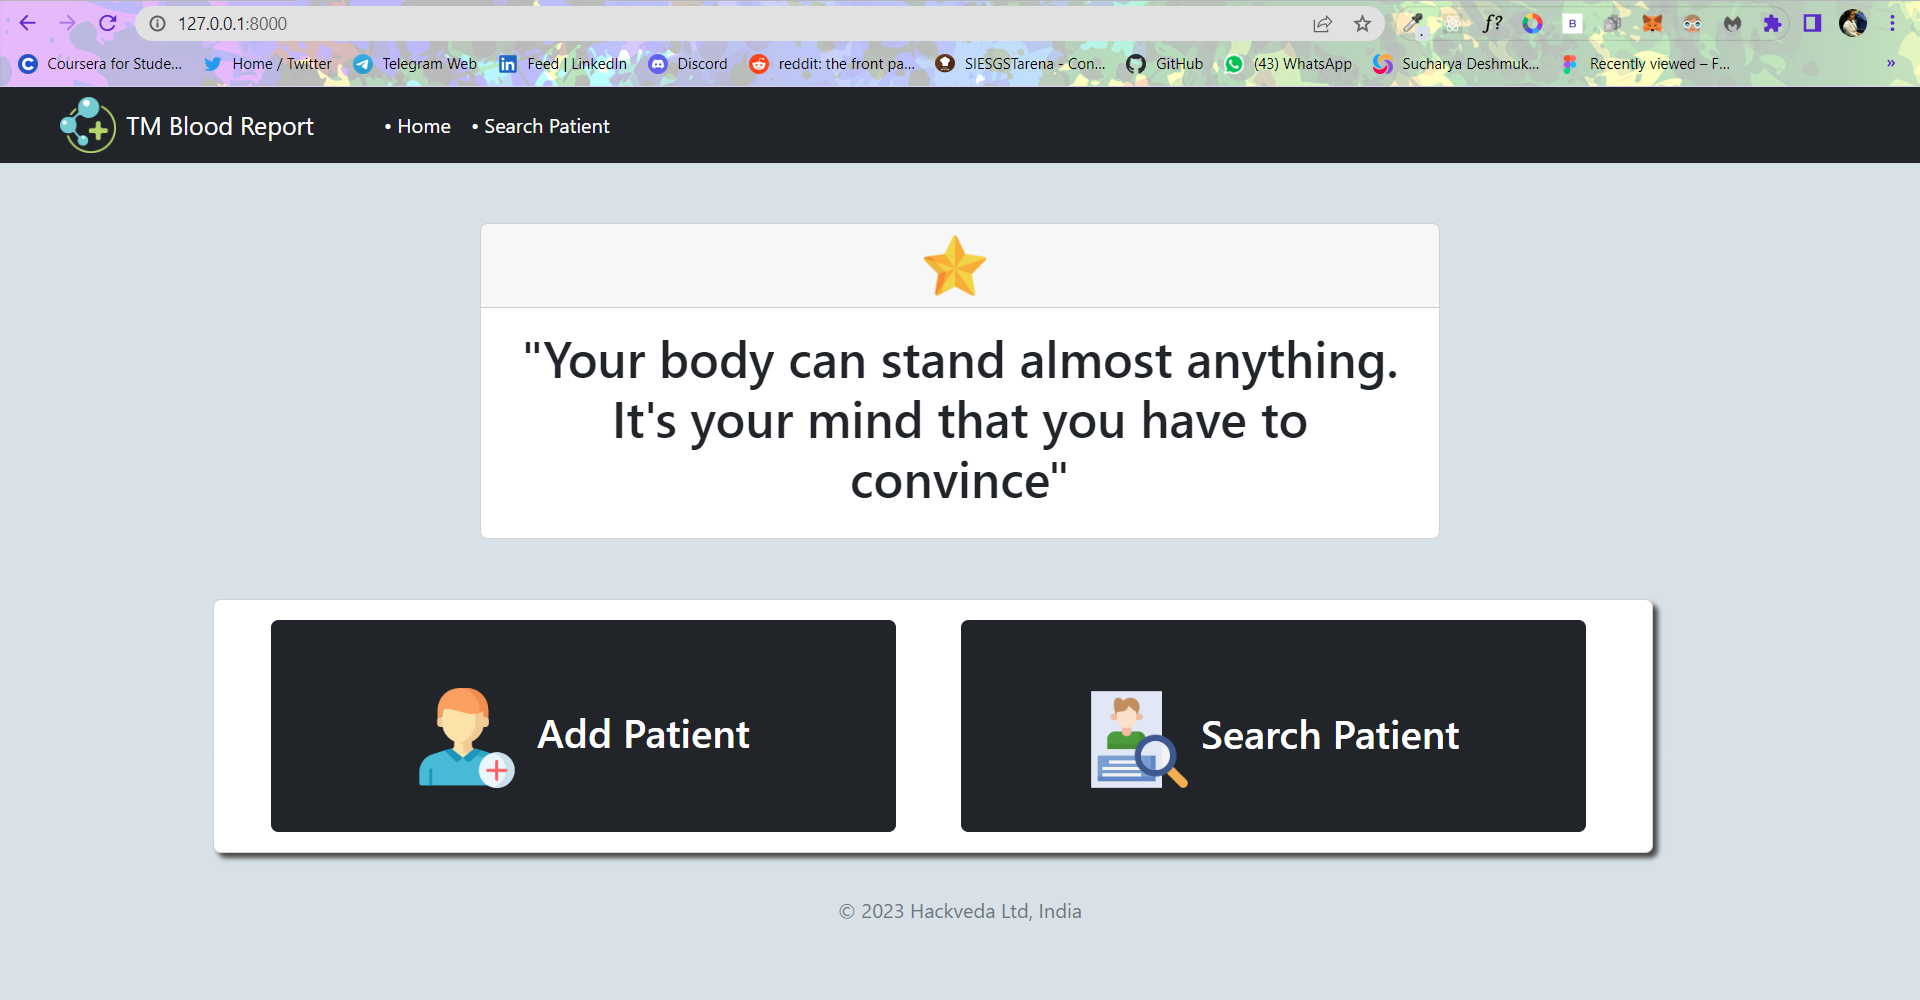 127.0.0.1:8000
f?
B
Coursera for Stude...
Home / Twitter
Telegram Web
Feed | LinkedIn
Discord
reddit: the front pa...
SIESGSTarena - Con...
GitHub
(43) WhatsApp
Sucharya Deshmuk...
Recently viewed – F...
»
TM Blood Report
• Home
• Search Patient
"Your body can stand almost anything.
It's your mind that you have to
convince"
Add Patient
Search Patient
© 2023 Hackveda Ltd, India